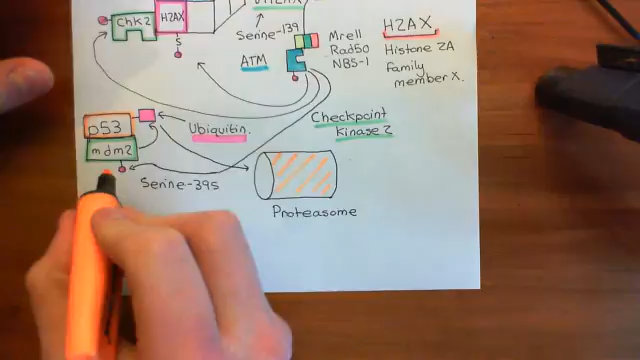 Chk2
H2AX
S
Serine-139
ATM
Mre11
Rad50
NBS-1
H2AX
Histone 2A
Family
member X.
p53
mdm2
Ubiquitin.
Checkpoint
kinase 2
Serine-395
Proteasome